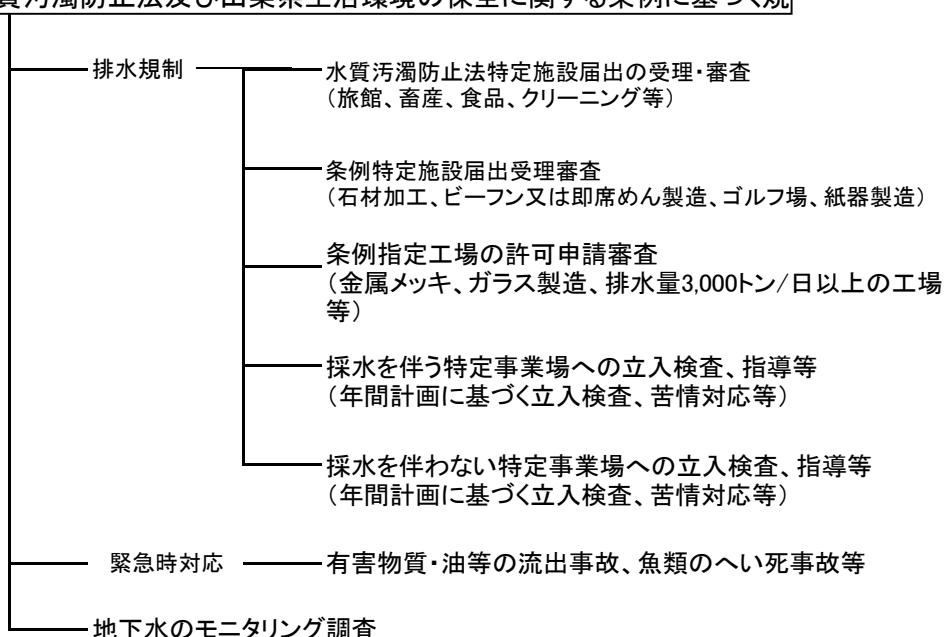 質汚濁防止法及び山梨県生活環境の保全に関する条例に基づく規
排水規制
水質汚濁防止法特定施設届出の受理・審査
(旅館、畜産、食品、クリーニング等)
条例特定施設届出受理審査
(石材加工、ビーフン又は即席めん製造、ゴルフ場、紙器製造)
条例指定工場の許可申請審査
(金属メッキ、ガラス製造、排水量3,000トン/日以上の工場
等)
採水を伴う特定事業場への立入検査、指導等
(年間計画に基づく立入検査、苦情対応等)
採水を伴わない特定事業場への立入検査、指導等
(年間計画に基づく立入検査、苦情対応等)
緊急時対応
有害物質・油等の流出事故、魚類のへい死事故等
地下水のモニタリング調査